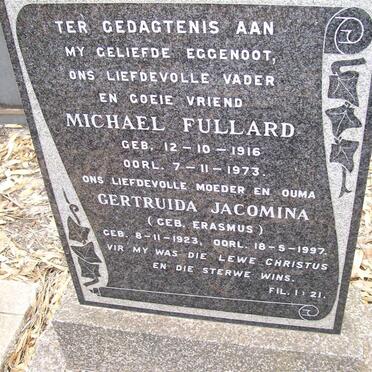 TER GEDAGTENIS AAN
MY GELIEFDE EGGENOOT,
ONS LIEFDEVOLLE VADER
EN GOEIE VRIEND
MICHAEL FULLARD
GEB. 12-10-1916
OORL. 7-11-1973.
ONS LIEFDEVOLLE MOEDER EN OUMA
GERTRUIDA JACOMINA
(GEB. ERASMUS)
GEB. 8-11-1923, OORL. 18-5-1997.
VIR MY WAS DIE LEWE CHRISTUS
EN DIE STERWE WINS.
FIL. 1:21.